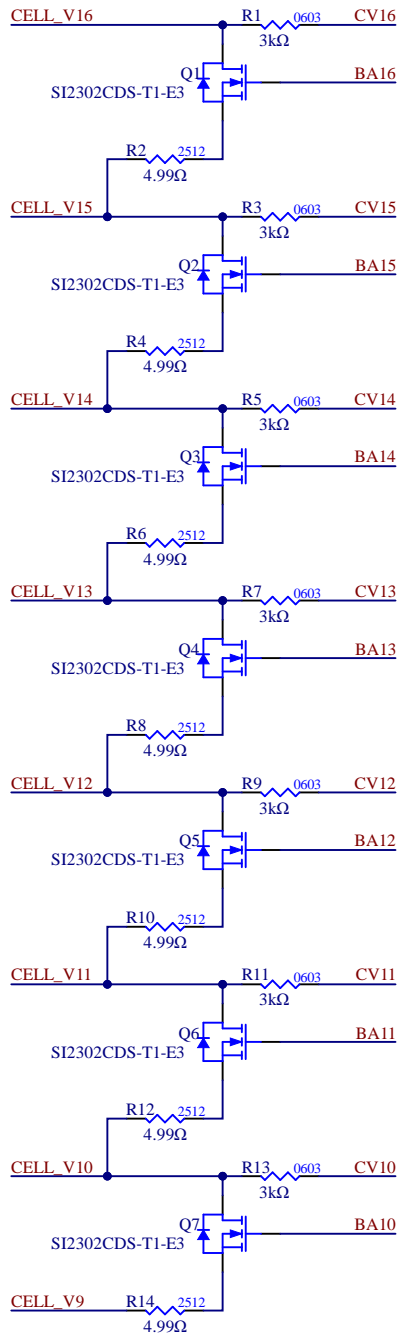 CELL_V16 R1 0603 CV16
3kΩ
Q1 BA16
SI2302CDS-T1-E3
R2 2512
4.99Ω
CELL_V15 R3 0603 CV15
3kΩ
Q2 BA15
SI2302CDS-T1-E3
R4 2512
4.99Ω
CELL_V14 R5 0603 CV14
3kΩ
Q3 BA14
SI2302CDS-T1-E3
R6 2512
4.99Ω
CELL_V13 R7 0603 CV13
3kΩ
Q4 BA13
SI2302CDS-T1-E3
R8 2512
4.99Ω
CELL_V12 R9 0603 CV12
3kΩ
Q5 BA12
SI2302CDS-T1-E3
R10 2512
4.99Ω
CELL_V11 R11 0603 CV11
3kΩ
Q6 BA11
SI2302CDS-T1-E3
R12 2512
4.99Ω
CELL_V10 R13 0603 CV10
3kΩ
Q7 BA10
SI2302CDS-T1-E3
CELL_V9 R14 2512
4.99Ω